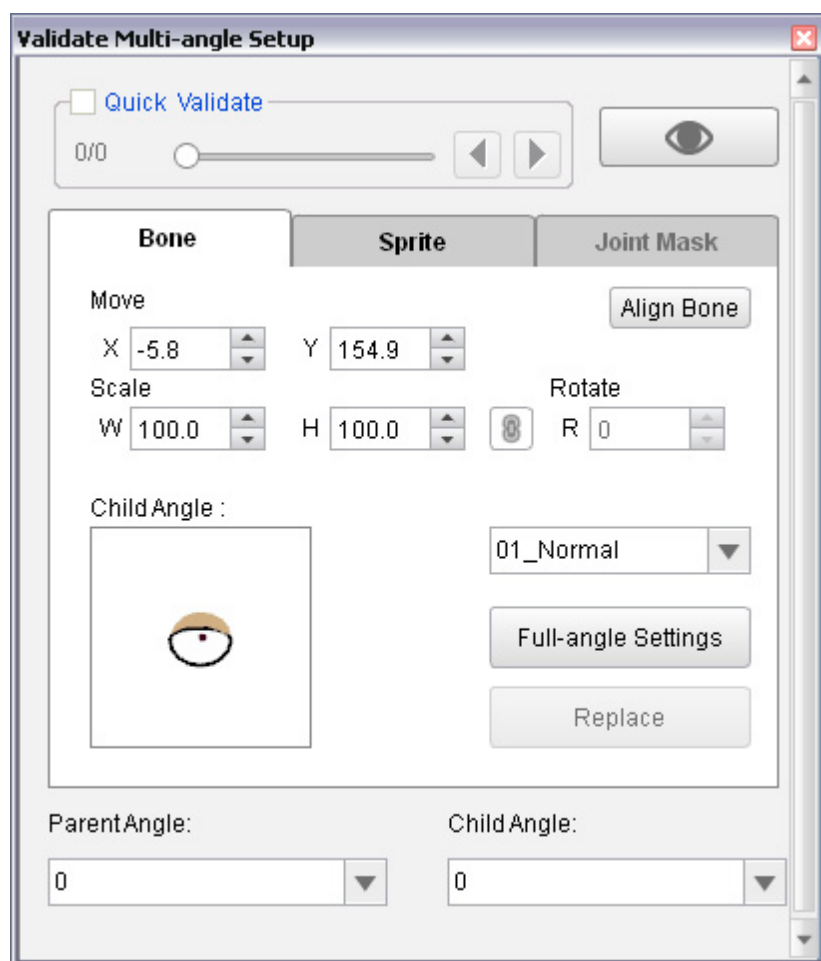 Validate Multi-angle Setup
Quick Validate
0/0
Bone Sprite Joint Mask
Move Align Bone
X -5.8 Y 154.9
Scale Rotate
W 100.0 H 100.0 R 0
Child Angle :
01_Normal
Full-angle Settings
Replace
Parent Angle: Child Angle:
0 0